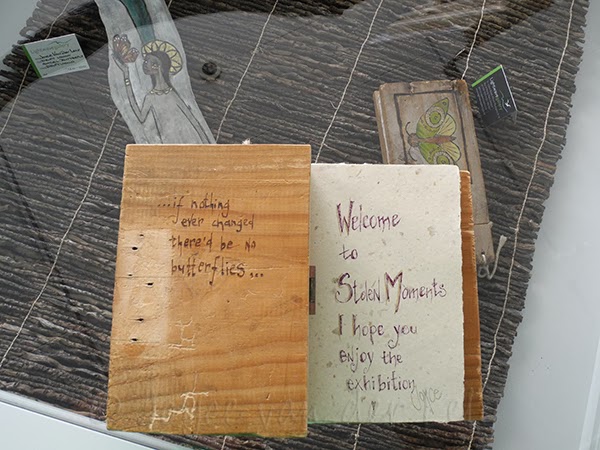 ...if nothing
ever changed
there'd be no
butterflies...
Welcome
to
Stolen Moments
I hope you
enjoy the
exhibition